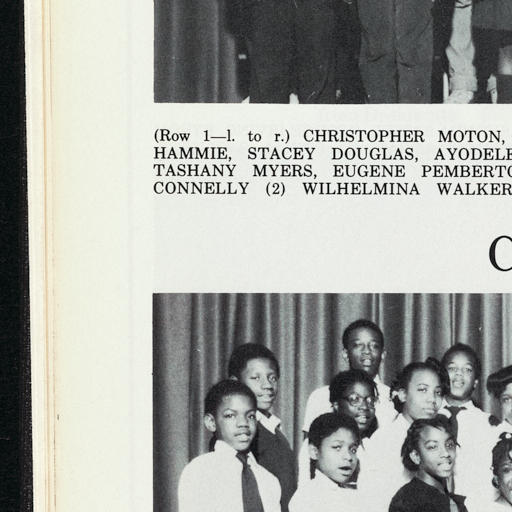 (Row 1—l. to r.) CHRISTOPHER MOTON,
HAMMIE, STACEY DOUGLAS, AYODELE
TASHANY MYERS, EUGENE PEMBERTO
CONNELLY (2) WILHELMINA WALKER
C